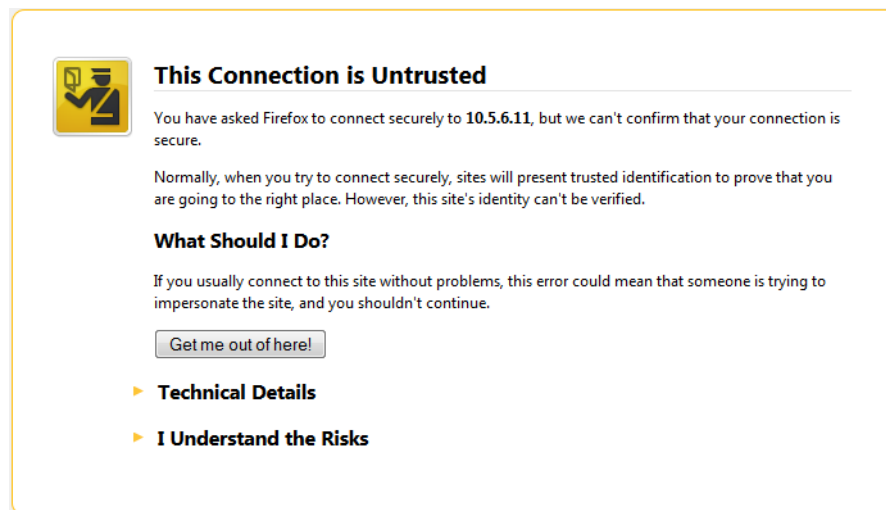 This Connection is Untrusted
You have asked Firefox to connect securely to 10.5.6.11, but we can't confirm that your connection is
secure.
Normally, when you try to connect securely, sites will present trusted identification to prove that you
are going to the right place. However, this site's identity can't be verified.
What Should I Do?
If you usually connect to this site without problems, this error could mean that someone is trying to
impersonate the site, and you shouldn't continue.
Get me out of here!
Technical Details
I Understand the Risks